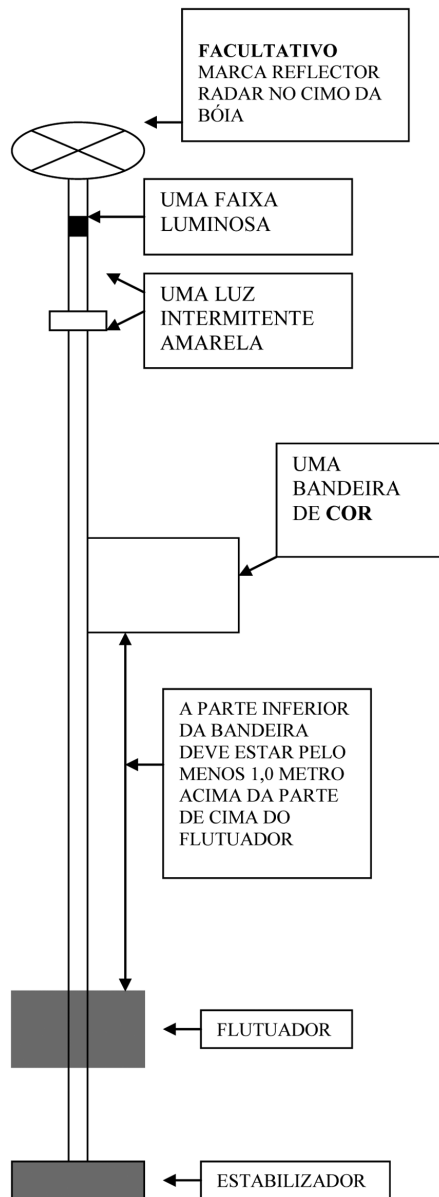 FACULTATIVO
MARCA REFLECTOR
RADAR NO CIMO DA
BÓIA
UMA FAIXA
LUMINOSA
UMA LUZ
INTERMITENTE
AMARELA
UMA
BANDEIRA
DE COR
A PARTE INFERIOR
DA BANDEIRA
DEVE ESTAR PELO
MENOS 1,0 METRO
ACIMA DA PARTE
DE CIMA DO
FLUTUADOR
FLUTUADOR
ESTABILIZADOR